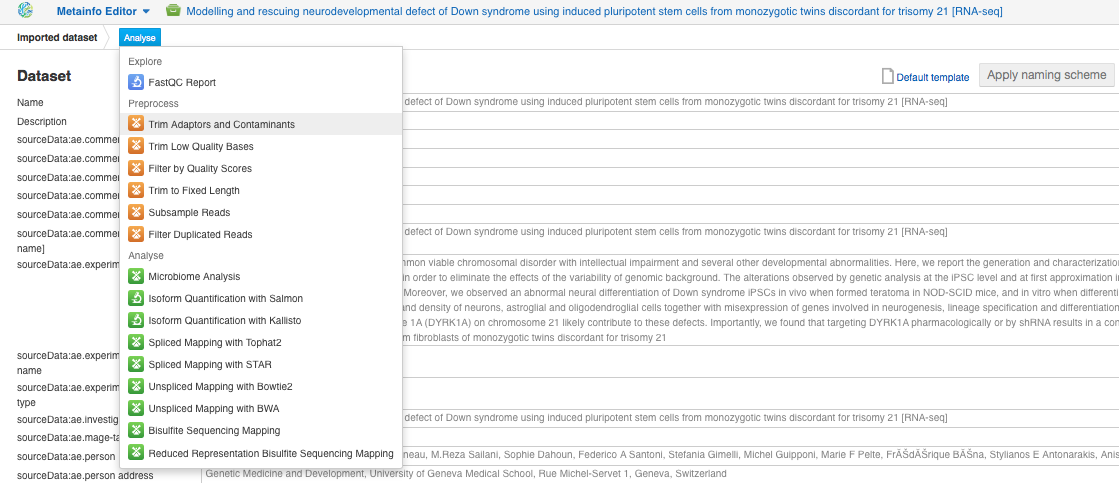 Metainfo Editor Modelling and rescuing neurodevelopmental defect of Down syndrome using induced pluripotent stem cells from monozygotic twins discordant for trisomy 21 [RNA-seq]
Imported dataset Analyse
Explore
FastQC Report
Preprocess
Trim Adaptors and Contaminants
Trim Low Quality Bases
Filter by Quality Scores
Trim to Fixed Length
Subsample Reads
Filter Duplicated Reads
Analyse
Microbiome Analysis
Isoform Quantification with Salmon
Isoform Quantification with Kallisto
Spliced Mapping with Tophat2
Spliced Mapping with STAR
Unspliced Mapping with Bowtie2
Unspliced Mapping with BWA
Bisulfite Sequencing Mapping
Reduced Representation Bisulfite Sequencing Mapping
Dataset
Default template Apply naming scheme
Name defect of Down syndrome using induced pluripotent stem cells from monozygotic twins discordant for trisomy 21 [RNA-seq]
Description
sourceData:ae.comme
sourceData:ae.comme
sourceData:ae.comme
sourceData:ae.comme
sourceData:ae.comme
sourceData:ae.comme defect of Down syndrome using induced pluripotent stem cells from monozygotic twins discordant for trisomy 21 [RNA-seq]
name]
sourceData:ae.experim mmon viable chromosomal disorder with intellectual impairment and several other developmental abnormalities. Here, we report the generation and characterizatio
in order to eliminate the effects of the variability of genomic background. The alterations observed by genetic analysis at the iPSC level and at first approximation i
Moreover, we observed an abnormal neural differentiation of Down syndrome iPSCs in vivo when formed teratoma in NOD-SCID mice, and in vitro when differenti
and density of neurons, astroglial and oligodendroglial cells together with misexpression of genes involved in neurogenesis, lineage specification and differentiation
e 1A (DYRK1A) on chromosome 21 likely contribute to these defects. Importantly, we found that targeting DYRK1A pharmacologically or by shRNA results in a con
m fibroblasts of monozygotic twins discordant for trisomy 21
sourceData:ae.experim
name
sourceData:ae.experim
type
sourceData:ae.investig defect of Down syndrome using induced pluripotent stem cells from monozygotic twins discordant for trisomy 21 [RNA-seq]
sourceData:ae.mage-ta
sourceData:ae.person neau, M.Reza Sailani, Sophie Dahoun, Federico A Santoni, Stefania Gimelli, Michel Guipponi, Marie F Pelte, FrÃŠdÃŠrique BÃŠna, Stylianos E Antonarakis, Anis
sourceData:ae.person address Genetic Medicine and Development, University of Geneva Medical School, Rue Michel-Servet 1, Geneva, Switzerland